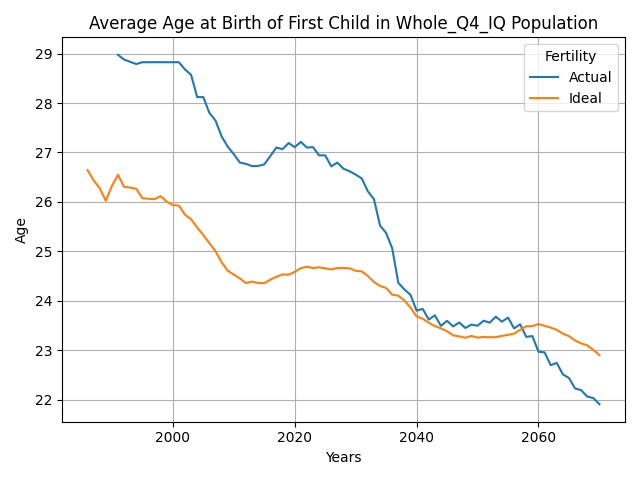 Average Age at Birth of First Child in Whole_Q4_IQ Population
Fertility
Actual
Ideal
29
28
27
26
25
24
23
22
Age
2000
2020
2040
2060
Years